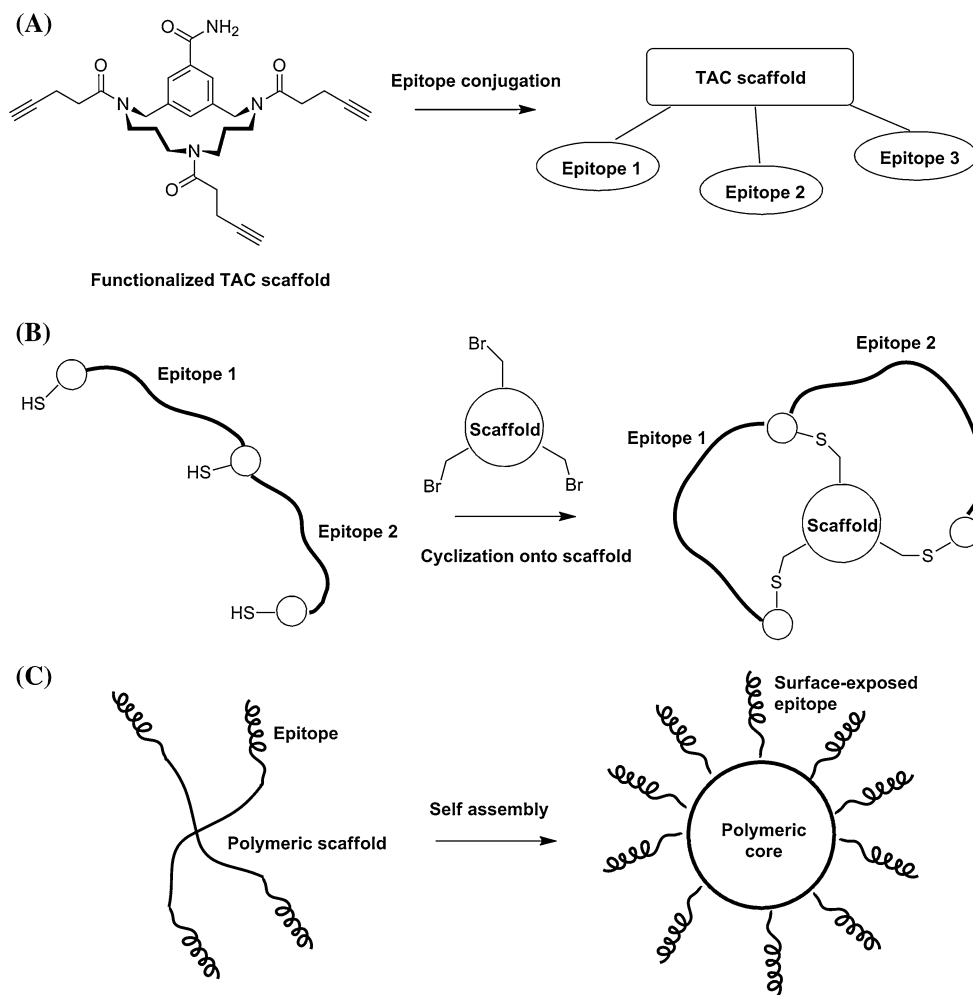 (A)
O
NH₂
O
N
N
O
N
O
Functionalized TAC scaffold
Epitope conjugation
TAC scaffold
Epitope 1
Epitope 2
Epitope 3
(B)
HS
Epitope 1
HS
Epitope 2
HS
Br
Scaffold
Br
Br
Cyclization onto scaffold
Epitope 2
Epitope 1
S
Scaffold
S
S
(C)
Epitope
Polymeric scaffold
Self assembly
Surface-exposed
epitope
Polymeric
core